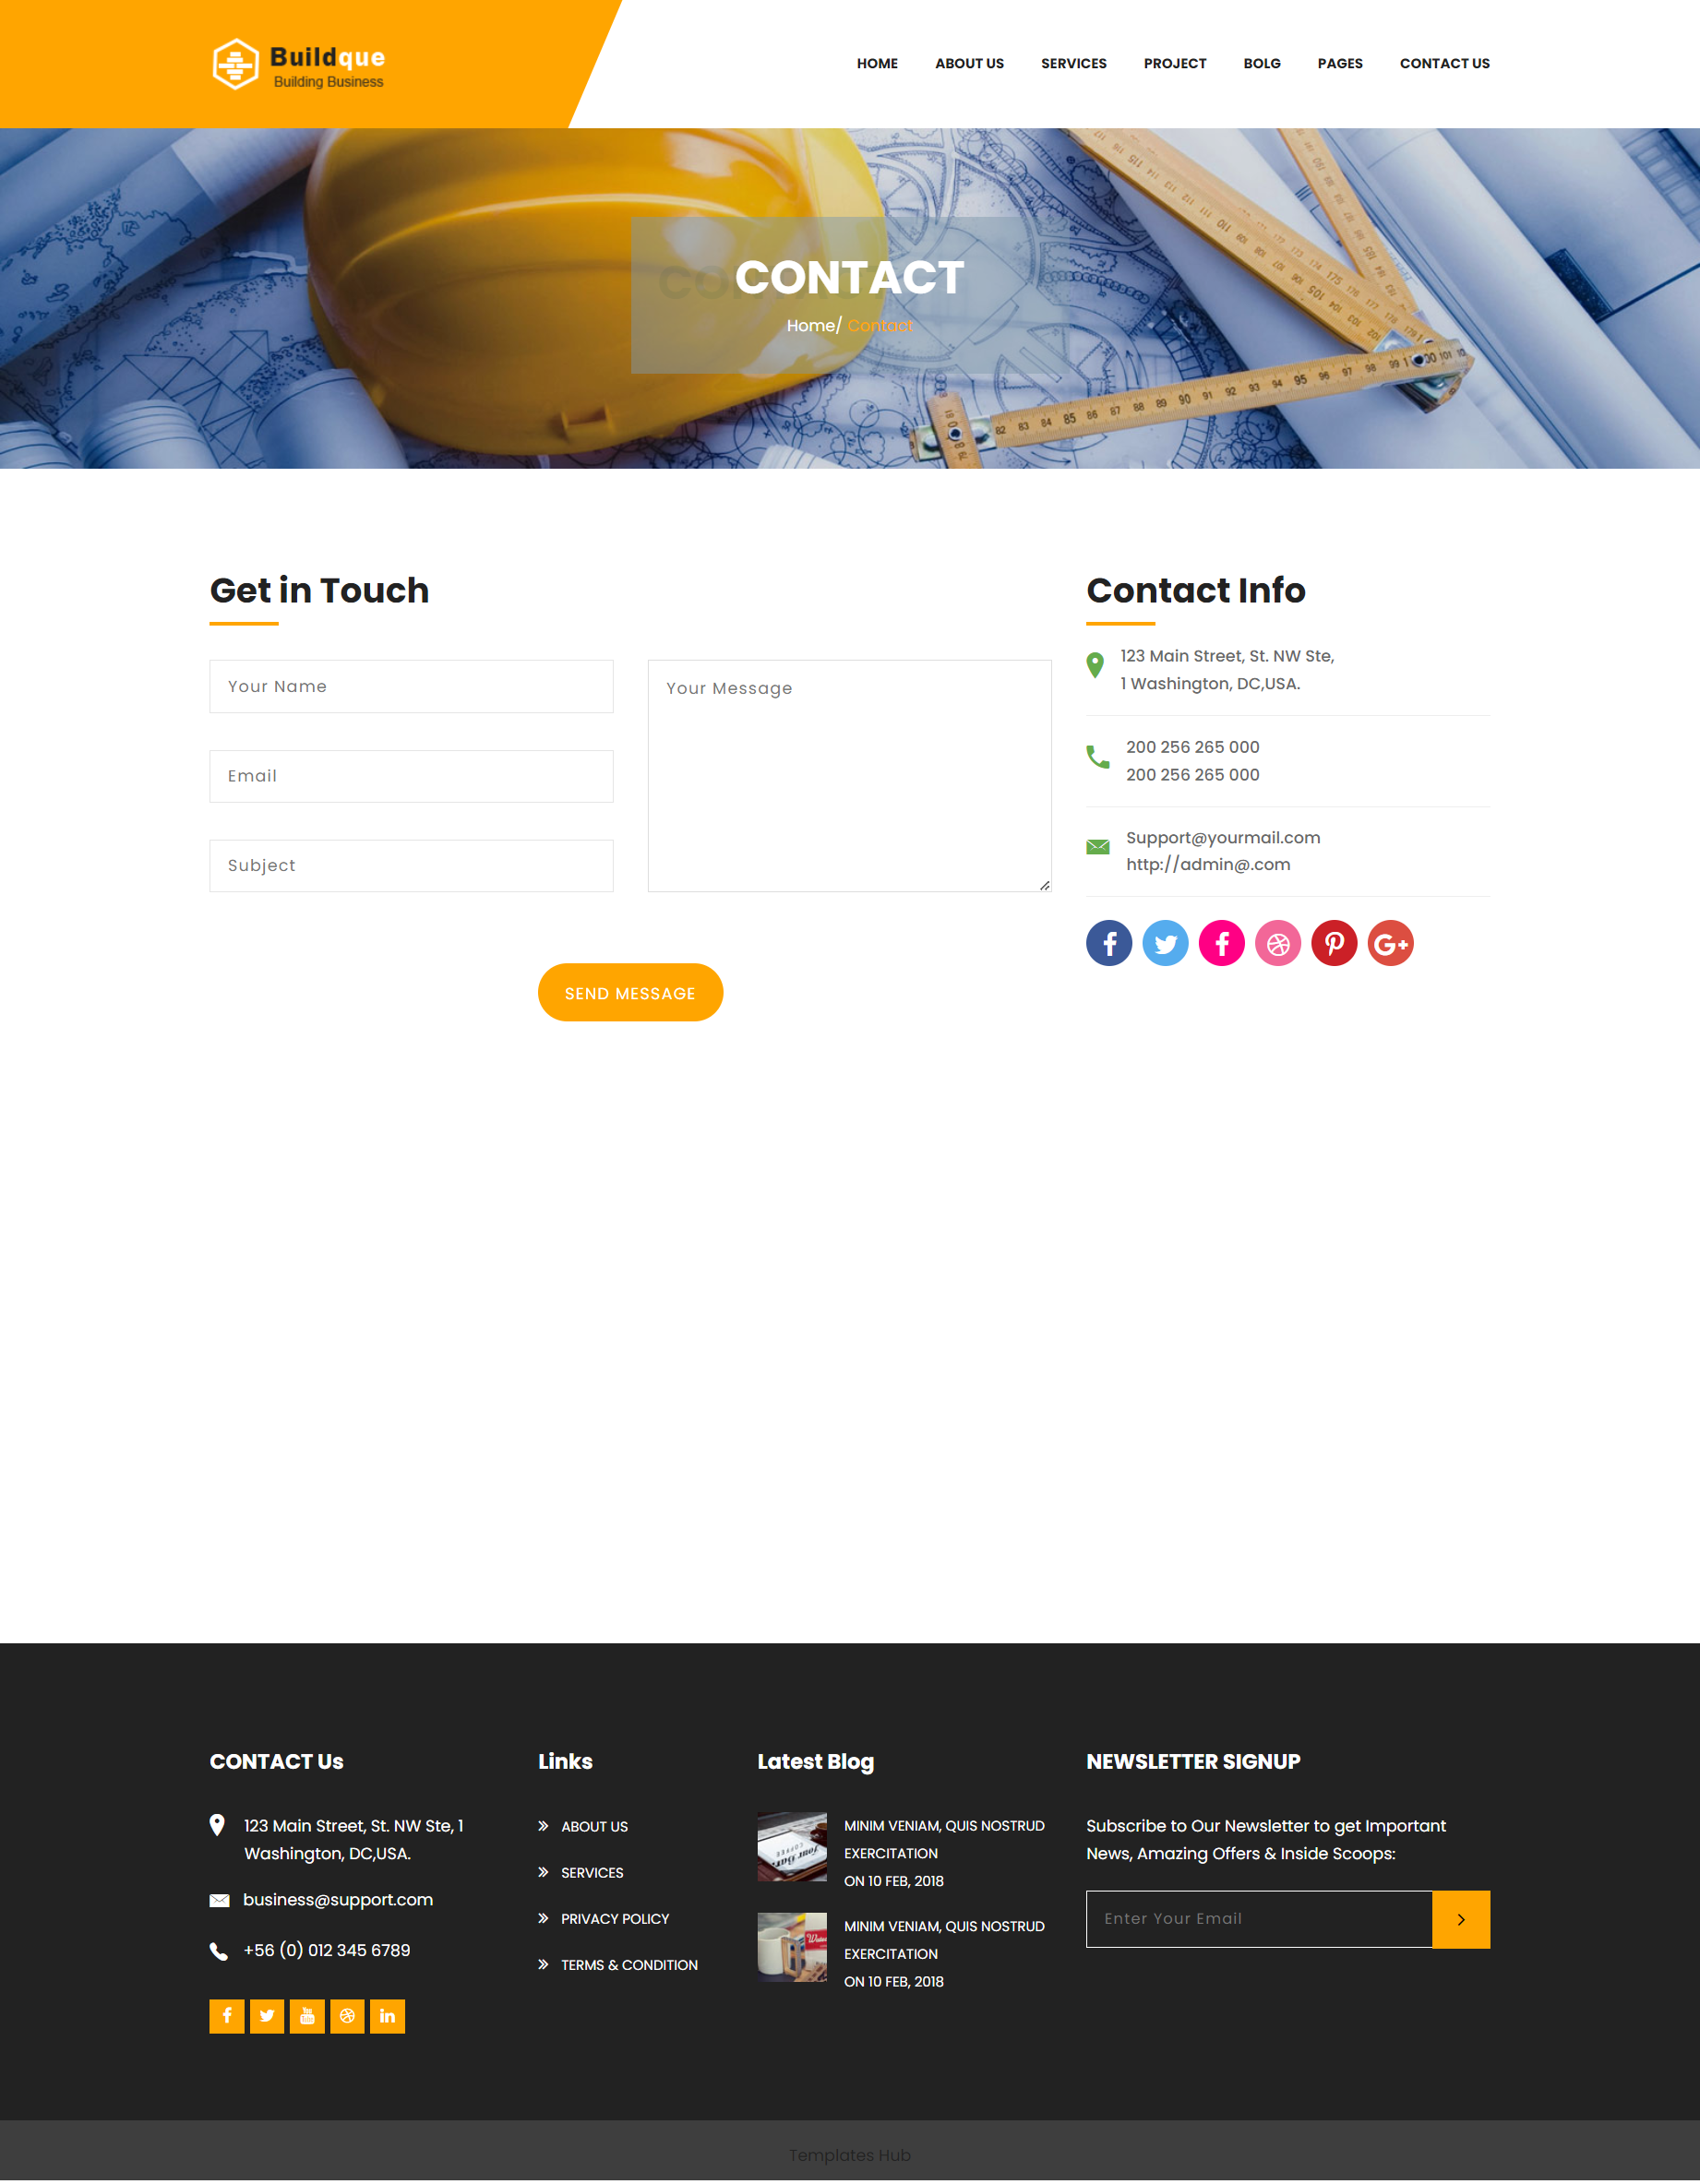 Buildque
Building Business
HOME
ABOUT US
SERVICES
PROJECT
BOLG
PAGES
CONTACT US
CONTACT
Home/ Contact
Get in Touch
Your Name
Email
Subject
Your Message
SEND MESSAGE
Contact Info
123 Main Street, St. NW Ste,
1 Washington, DC,USA.
200 256 265 000
200 256 265 000
Support@yourmail.com
http://admin@.com
CONTACT Us
123 Main Street, St. NW Ste, 1
Washington, DC,USA.
business@support.com
+56 (0) 012 345 6789
Links
ABOUT US
SERVICES
PRIVACY POLICY
TERMS & CONDITION
Latest Blog
MINIM VENIAM, QUIS NOSTRUD
EXERCITATION
ON 10 FEB, 2018
MINIM VENIAM, QUIS NOSTRUD
EXERCITATION
ON 10 FEB, 2018
NEWSLETTER SIGNUP
Subscribe to Our Newsletter to get Important
News, Amazing Offers & Inside Scoops:
Enter Your Email
Templates Hub